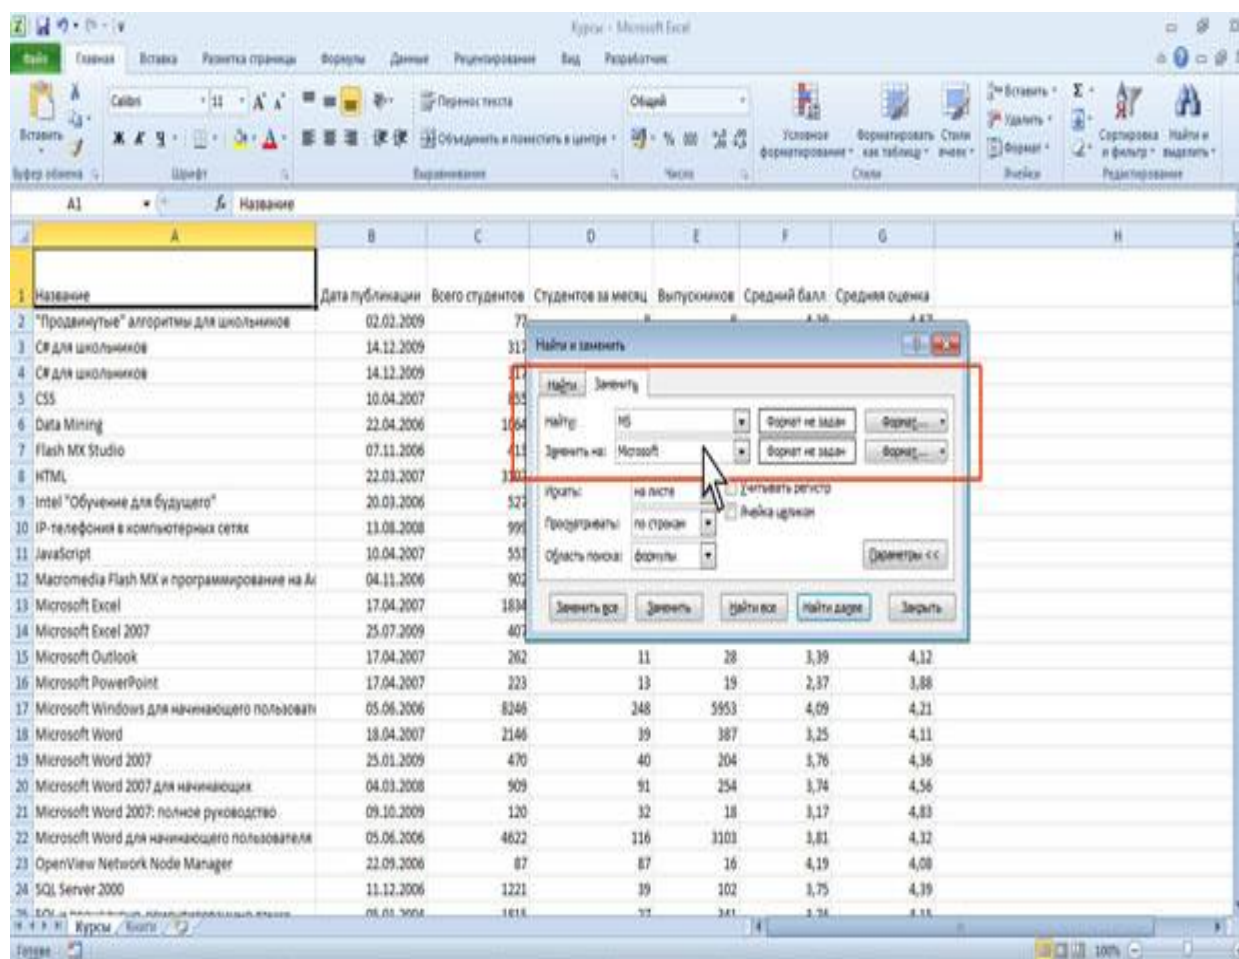 Курсы - Microsoft Excel
Файл Главная Вставка Разметка страницы Формулы Данные Рецензирование Вид Разработчик
Calibri 11 Перенос текста Общий Вставить
Удалить
Вставить Ж К Ч Объединить и поместить в центре % 000 Условное форматирование Форматировать как таблицу Стили ячеек Формат Сортировка и фильтр Найти и выделить
Буфер обмена Шрифт Выравнивание Число Стили Ячейки Редактирование
A1 fx Название
A B C D E F G H
1 Название Дата публикации Всего студентов Студентов за месяц Выпускников Средний балл Средняя оценка
2 "Продвинутые" алгоритмы для школьников 02.02.2009 77
3 C# для школьников 14.12.2009 317
4 C# для школьников 14.12.2009 317
5 CSS 10.04.2007 855
6 Data Mining 22.04.2006 1064
7 Flash MX Studio 07.11.2006 415
8 HTML 22.03.2007
9 Intel "Обучение для будущего" 20.03.2006 527
10 IP-телефония в компьютерных сетях 13.08.2008 999
11 JavaScript 10.04.2007 557
12 Macromedia Flash MX и программирование на Ac 04.11.2006 902
13 Microsoft Excel 17.04.2007 1834
14 Microsoft Excel 2007 25.07.2009 407
15 Microsoft Outlook 17.04.2007 262 11 28 3,39 4,12
16 Microsoft PowerPoint 17.04.2007 223 13 19 2,37 3,88
17 Microsoft Windows для начинающего пользовате 05.06.2006 8246 248 5953 4,09 4,21
18 Microsoft Word 18.04.2007 2146 39 387 3,25 4,11
19 Microsoft Word 2007 25.01.2009 470 40 204 3,76 4,36
20 Microsoft Word 2007 для начинающих 04.03.2008 909 91 254 3,74 4,56
21 Microsoft Word 2007: полное руководство 09.10.2009 120 32 18 3,17 4,83
22 Microsoft Word для начинающего пользователя 05.06.2006 4622 116 3103 3,81 4,32
23 OpenView Network Node Manager 22.09.2006 87 87 16 4,19 4,08
24 SQL Server 2000 11.12.2006 1221 39 102 3,75 4,39
Найти и заменить
Найти Заменить
Найти: MS Формат не задан Формат...
Заменить на: Microsoft Формат не задан Формат...
Искать: на листе Учитывать регистр
Просматривать: по строкам Ячейка целиком
Область поиска: формулы Параметры <<
Заменить все Заменить Найти все Найти далее Закрыть
Курсы Книги
Готово 100%